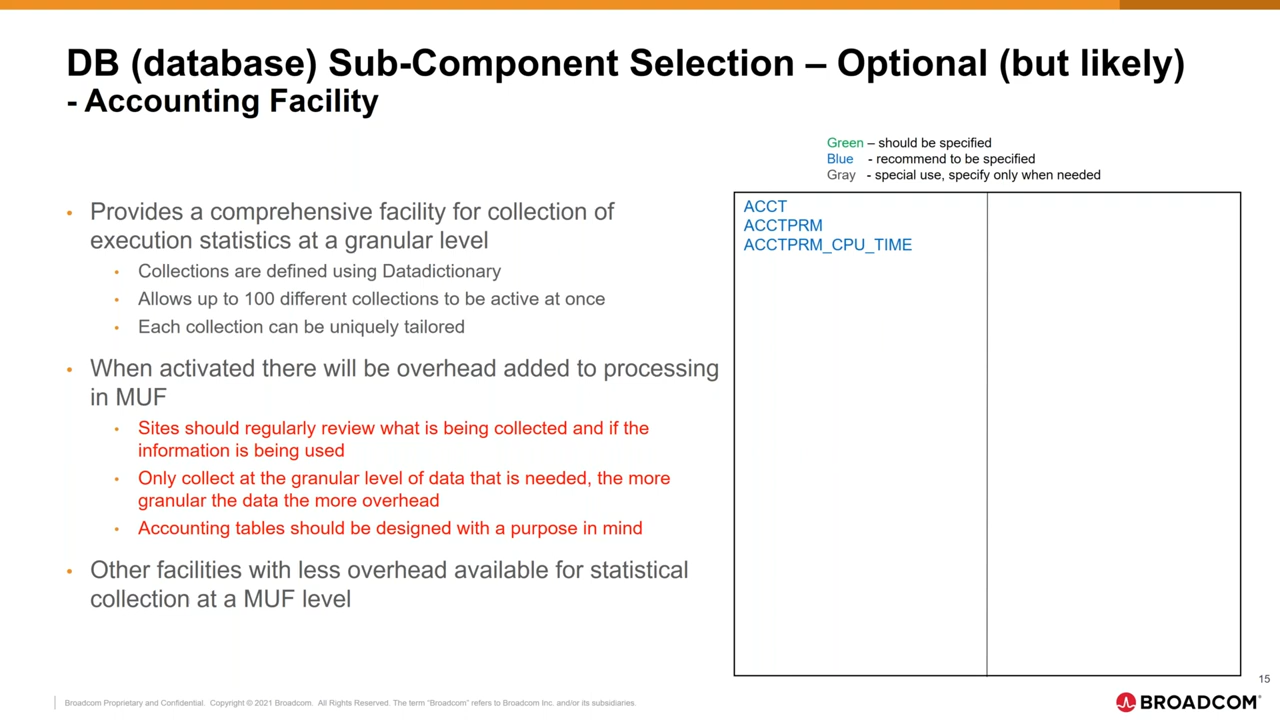 DB (database) Sub-Component Selection – Optional (but likely)
- Accounting Facility
Green – should be specified
Blue - recommend to be specified
Gray - special use, specify only when needed
• Provides a comprehensive facility for collection of
execution statistics at a granular level
• Collections are defined using Datadictionary
• Allows up to 100 different collections to be active at once
• Each collection can be uniquely tailored
• When activated there will be overhead added to processing
in MUF
• Sites should regularly review what is being collected and if the
information is being used
• Only collect at the granular level of data that is needed, the more
granular the data the more overhead
• Accounting tables should be designed with a purpose in mind
• Other facilities with less overhead available for statistical
collection at a MUF level
ACCT
ACCTPRM
ACCTPRM_CPU_TIME
15
Broadcom Proprietary and Confidential. Copyright © 2021 Broadcom. All Rights Reserved. The term "Broadcom" refers to Broadcom Inc. and/or its subsidiaries.
BROADCOM®